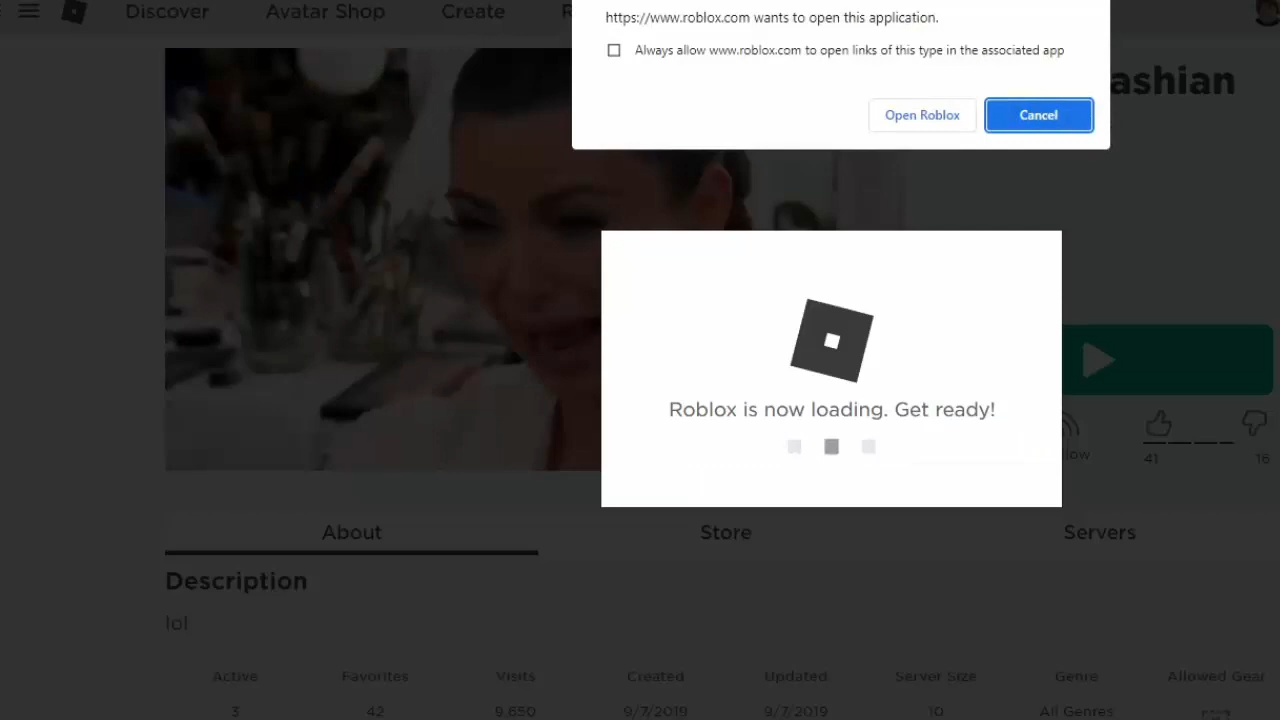 Discover Avatar Shop Create R
https://www.roblox.com wants to open this application.
Always allow www.roblox.com to open links of this type in the associated app
ashian
Open Roblox Cancel
Roblox is now loading. Get ready!
low
41 16
About Store Servers
Description
lol
Active Favorites Visits Created Updated Server Size Genre Allowed Gear
3 42 9,650 9/7/2019 9/7/2019 10 All Genres